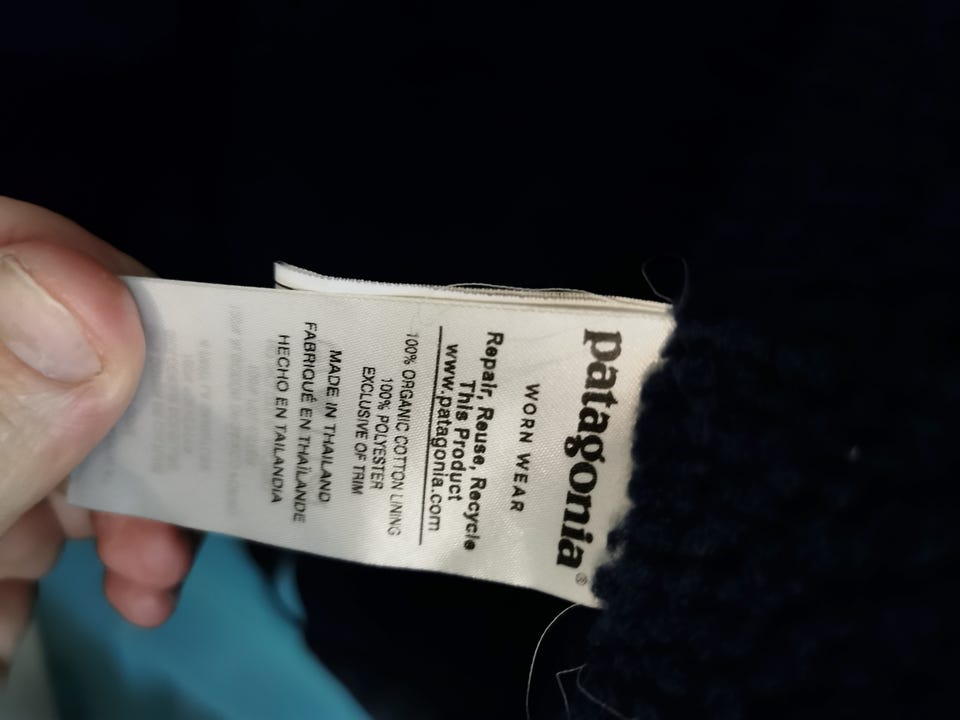 patagonia®
WORN WEAR
Repair, Reuse, Recycle
This Product
www.patagonia.com
100% ORGANIC COTTON LINING
100% POLYESTER
EXCLUSIVE OF TRIM
MADE IN THAILAND
FABRIQUÉ EN THAÏLANDE
HECHO EN TAILANDIA